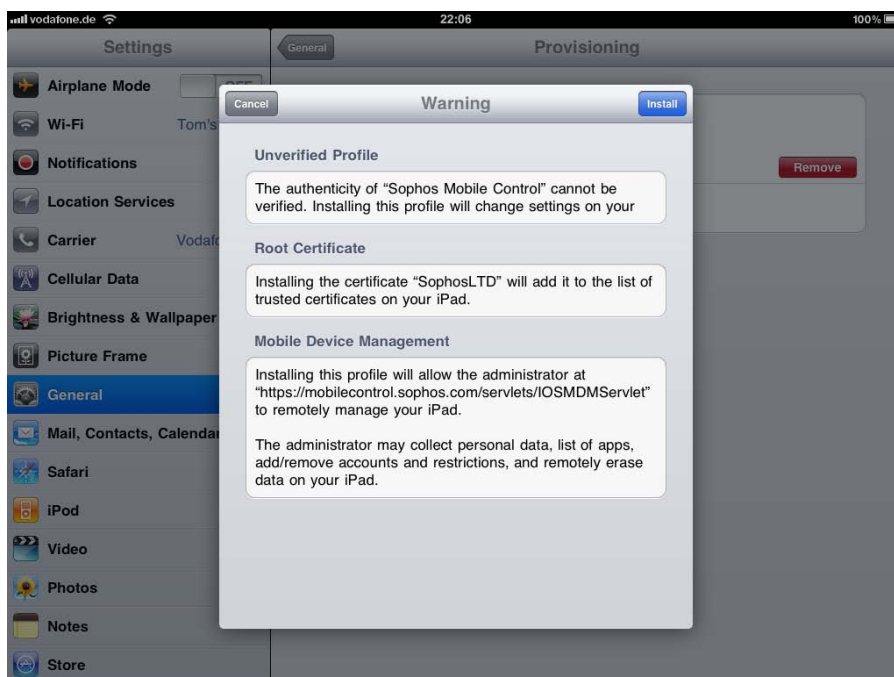 vodafone.de
22:06
100%
Settings
General
Provisioning
Airplane Mode
OFF
Cancel
Warning
Install
Wi-Fi
Tom's
Unverified Profile
Notifications
The authenticity of “Sophos Mobile Control” cannot be
verified. Installing this profile will change settings on your
Remove
Location Services
Carrier
Vodafo
Root Certificate
Cellular Data
Installing the certificate “SophosLTD” will add it to the list of
trusted certificates on your iPad.
Brightness & Wallpaper
Mobile Device Management
Picture Frame
Installing this profile will allow the administrator at
“https://mobilecontrol.sophos.com/servlets/IOSMDMServlet”
to remotely manage your iPad.
General
Mail, Contacts, Calendar
The administrator may collect personal data, list of apps,
add/remove accounts and restrictions, and remotely erase
data on your iPad.
Safari
iPod
Video
Photos
Notes
Store